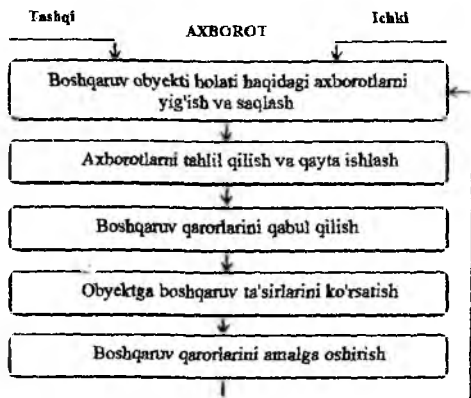 Tashqi
Ichki
AXBOROT
Boshqaruv obyekti holati haqidagi axborotlarni
yig'ish va saqlash
Axborotlarni tahlil qilish va qayta ishlash
Boshqaruv qarorlarini qabul qilish
Obyektga boshqaruv ta'sirlarini ko'rsatish
Boshqaruv qarorlarini amalga oshirish